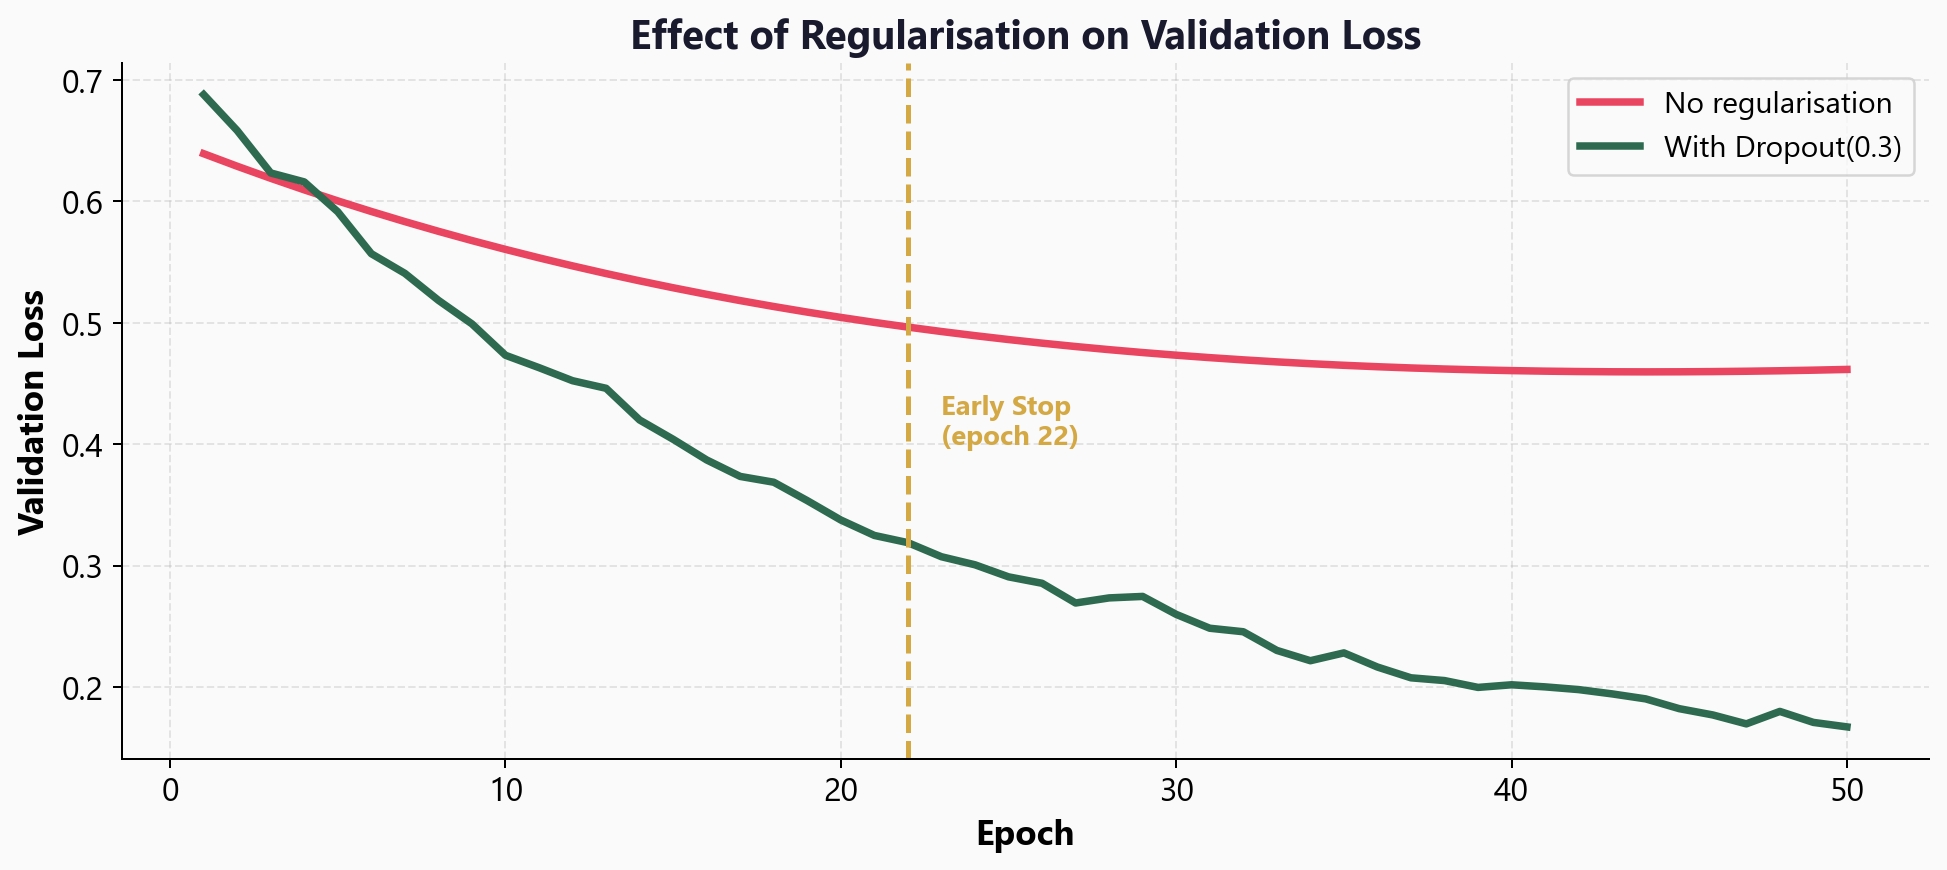 Effect of Regularisation on Validation Loss
No regularisation
With Dropout(0.3)
Early Stop
(epoch 22)
Validation Loss
0.7
0.6
0.5
0.4
0.3
0.2
0
10
20
30
40
50
Epoch